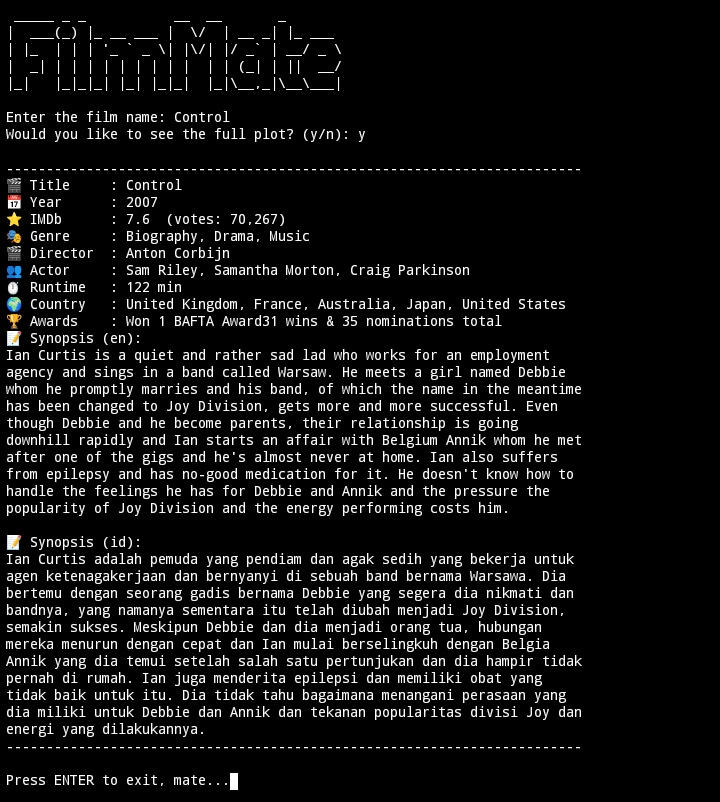 FilmMate
Enter the film name: Control
Would you like to see the full plot? (y/n): y
------------------------------------------------------------------------
🎬 Title     : Control
📅 Year      : 2007
⭐ IMDb      : 7.6  (votes: 70,267)
🎭 Genre     : Biography, Drama, Music
🎬 Director  : Anton Corbijn
👥 Actor     : Sam Riley, Samantha Morton, Craig Parkinson
⏱️ Runtime   : 122 min
🌍 Country   : United Kingdom, France, Australia, Japan, United States
🏆 Awards    : Won 1 BAFTA Award31 wins & 35 nominations total
📝 Synopsis (en):
Ian Curtis is a quiet and rather sad lad who works for an employment
agency and sings in a band called Warsaw. He meets a girl named Debbie
whom he promptly marries and his band, of which the name in the meantime
has been changed to Joy Division, gets more and more successful. Even
though Debbie and he become parents, their relationship is going
downhill rapidly and Ian starts an affair with Belgium Annik whom he met
after one of the gigs and he's almost never at home. Ian also suffers
from epilepsy and has no-good medication for it. He doesn't know how to
handle the feelings he has for Debbie and Annik and the pressure the
popularity of Joy Division and the energy performing costs him.
📝 Synopsis (id):
Ian Curtis adalah pemuda yang pendiam dan agak sedih yang bekerja untuk
agen ketenagakerjaan dan bernyanyi di sebuah band bernama Warsawa. Dia
bertemu dengan seorang gadis bernama Debbie yang segera dia nikmati dan
bandnya, yang namanya sementara itu telah diubah menjadi Joy Division,
semakin sukses. Meskipun Debbie dan dia menjadi orang tua, hubungan
mereka menurun dengan cepat dan Ian mulai berselingkuh dengan Belgia
Annik yang dia temui setelah salah satu pertunjukan dan dia hampir tidak
pernah di rumah. Ian juga menderita epilepsi dan memiliki obat yang
tidak baik untuk itu. Dia tidak tahu bagaimana menangani perasaan yang
dia miliki untuk Debbie dan Annik dan tekanan popularitas divisi Joy dan
energi yang dilakukannya.
------------------------------------------------------------------------
Press ENTER to exit, mate...